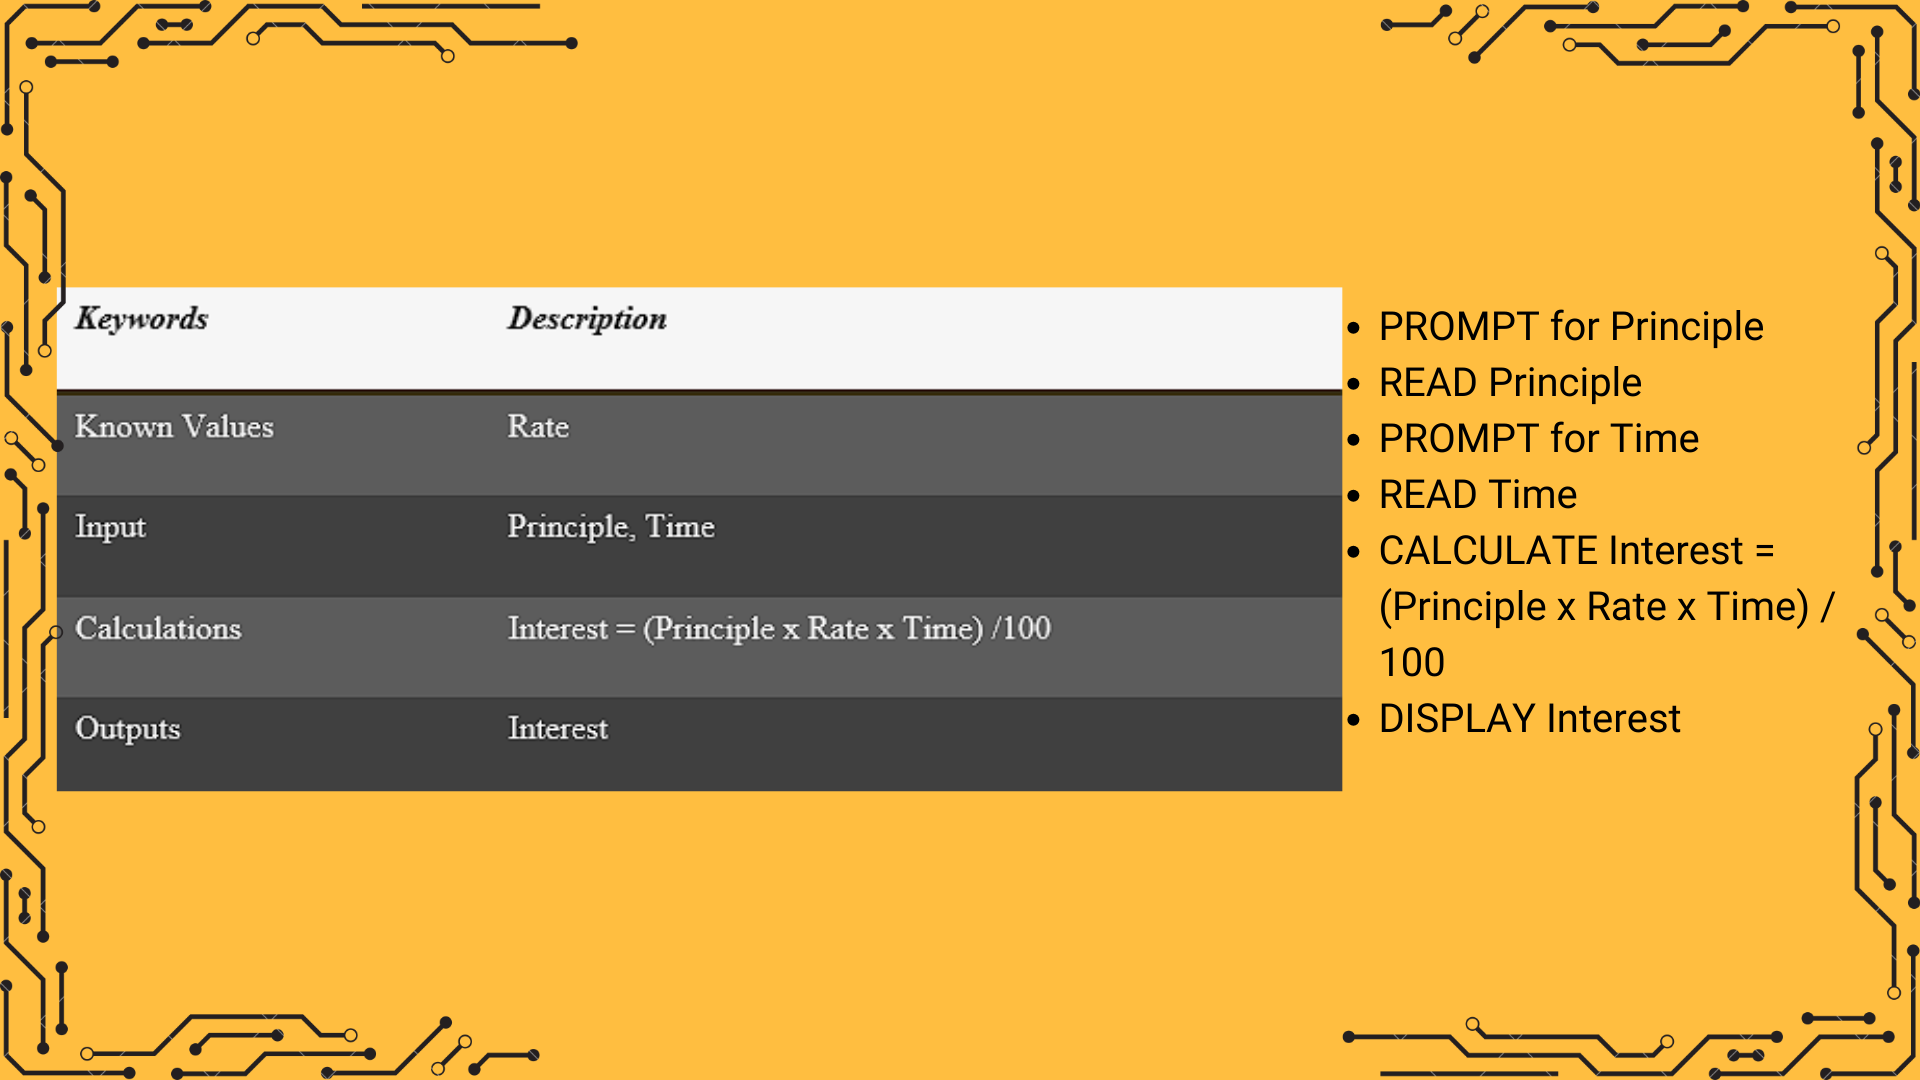 Keywords Description
Known Values Rate
Input Principle, Time
Calculations Interest = (Principle x Rate x Time) /100
Outputs Interest
• PROMPT for Principle
• READ Principle
• PROMPT for Time
• READ Time
• CALCULATE Interest =
(Principle x Rate x Time) /
100
• DISPLAY Interest